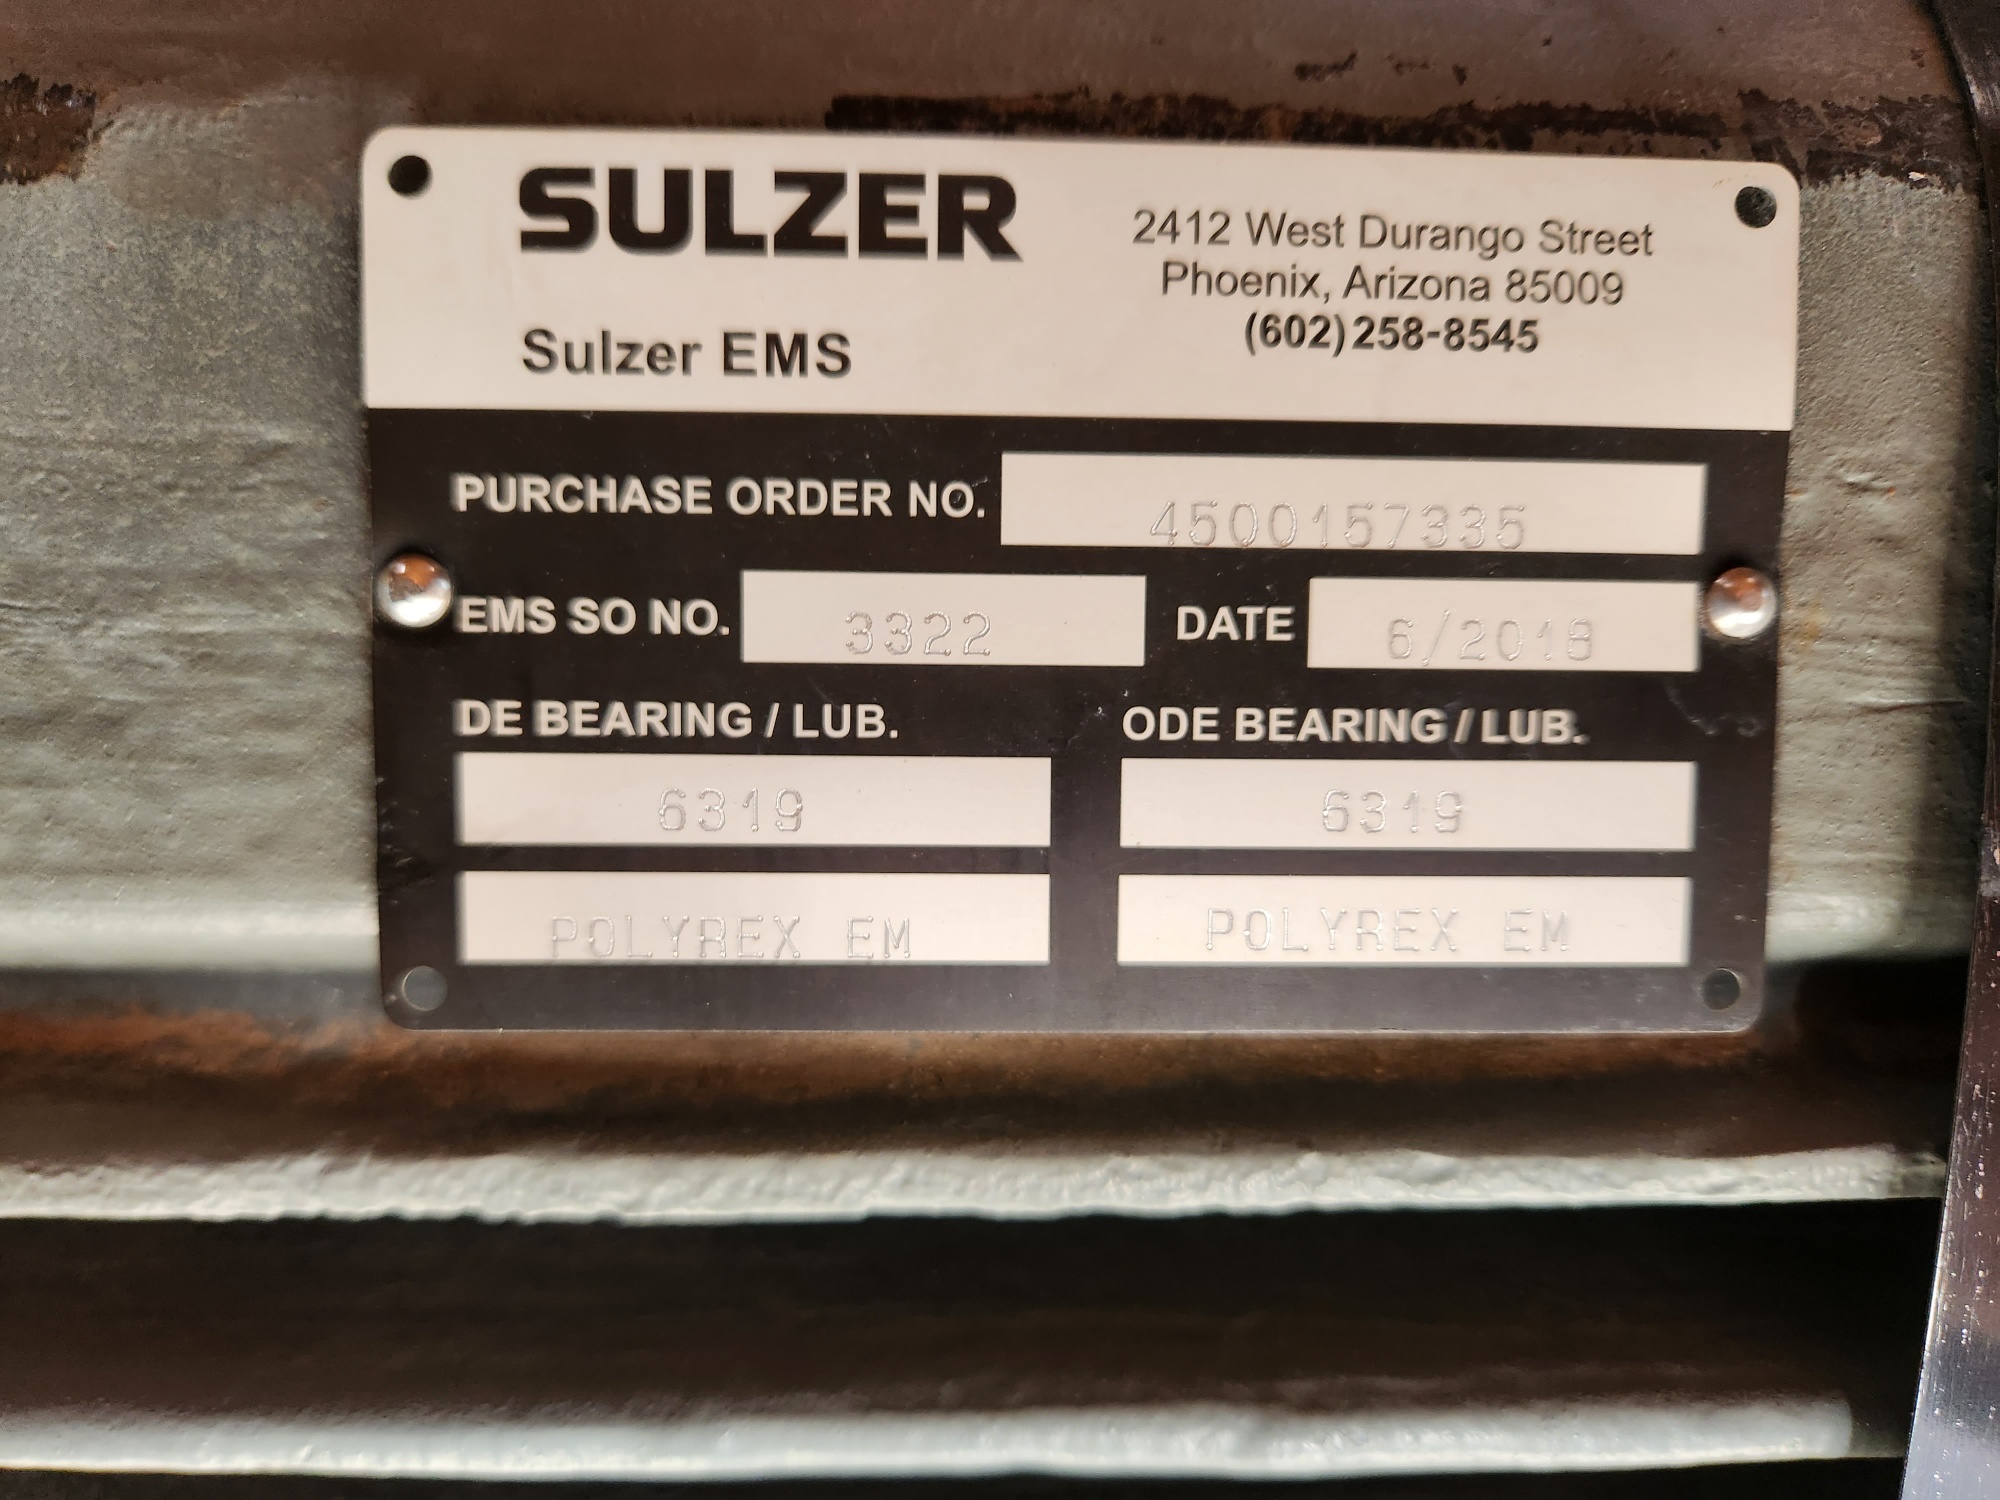 SULZER
Sulzer EMS
2412 West Durango Street
Phoenix, Arizona 85009
(602) 258-8545
PURCHASE ORDER NO. 4500157335
EMS SO NO. 3322 DATE 6/2018
DE BEARING / LUB. ODE BEARING / LUB.
6319 6319
POLYREX EM POLYREX EM